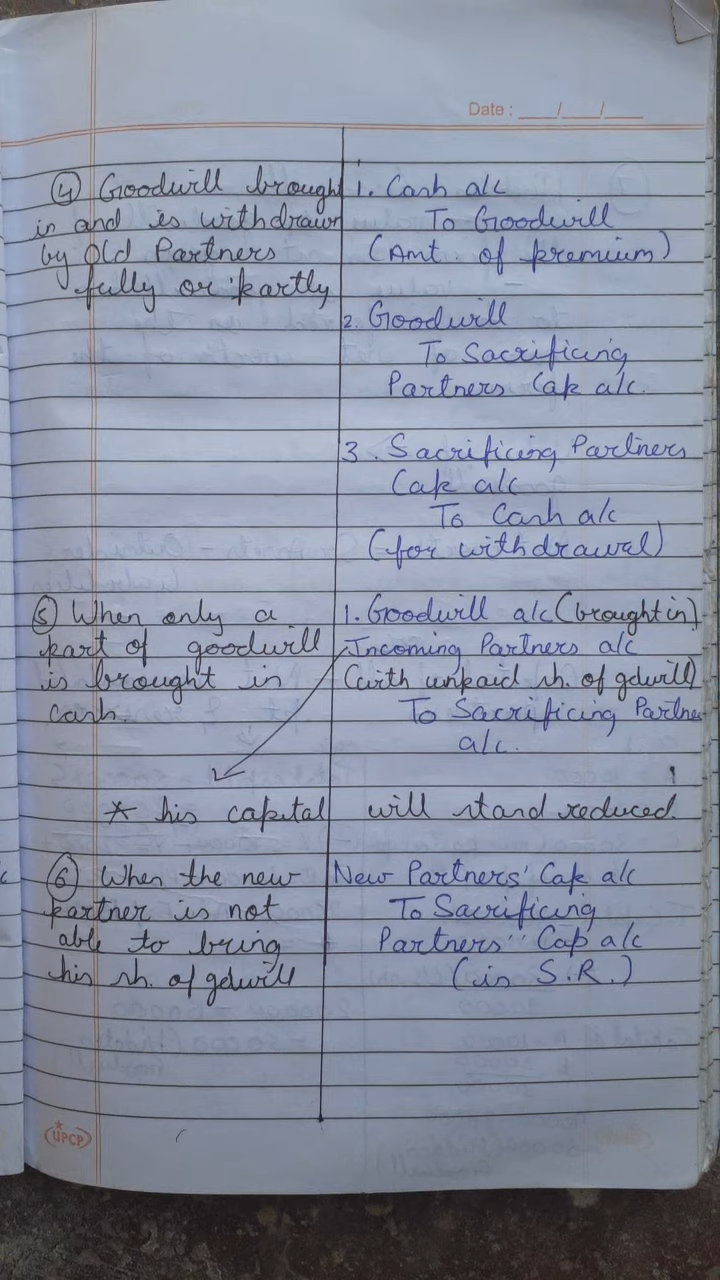 Date : ___/___/___
④ Goodwill brought
in and is withdrawn
by Old Partners
fully or partly
1. Cash a/c
To Goodwill
(Amt. of premium)
2. Goodwill
To Sacrificing
Partners Cap a/c.
3. Sacrificing Partners
Cap a/c
To Cash a/c
(for withdrawal)
⑤ When only a
part of goodwill
is brought in
cash.
1. Goodwill a/c (brought in)
Incoming Partners a/c
(with unpaid sh. of gdwill)
To Sacrificing Partne
a/c.
* his capital will stand reduced.
⑥ When the new
partner is not
able to bring
his sh. of gdwill
New Partners' Cap a/c
To Sacrificing
Partners'' Cap a/c
(in S.R.)
UPCP